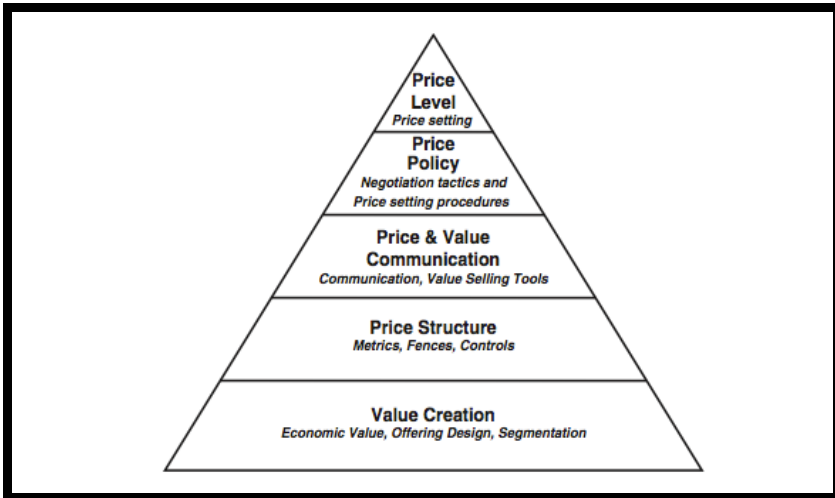 Price
Level
Price setting
Price
Policy
Negotiation tactics and
Price setting procedures
Price & Value
Communication
Communication, Value Selling Tools
Price Structure
Metrics, Fences, Controls
Value Creation
Economic Value, Offering Design, Segmentation